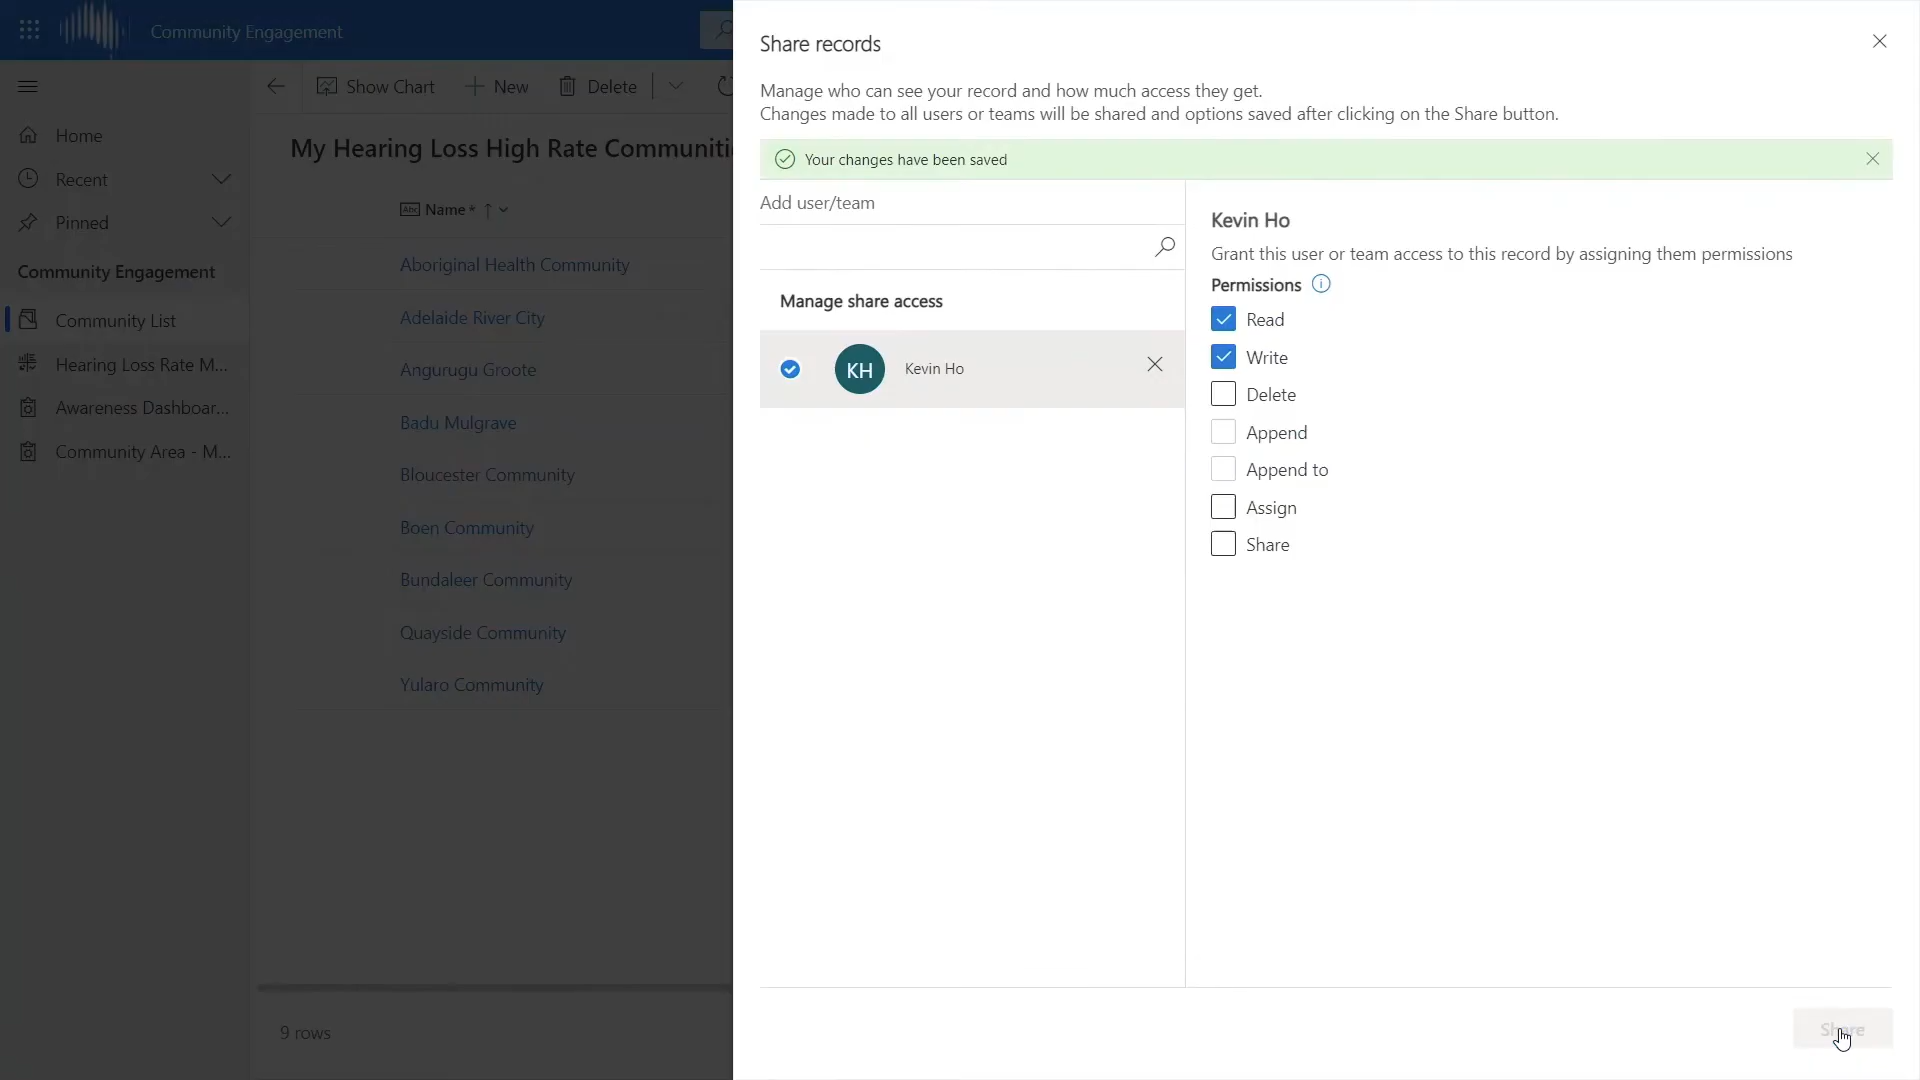 Community Engagement
Show Chart
New
Delete
Home
Recent
Pinned
Community Engagement
Community List
Hearing Loss Rate M...
Awareness Dashboar...
Community Area - M...
My Hearing Loss High Rate Communiti
Abc Name* ↑
Aboriginal Health Community
Adelaide River City
Angurugu Groote
Badu Mulgrave
Bloucester Community
Boen Community
Bundaleer Community
Quayside Community
Yularo Community
9 rows
Share records
Manage who can see your record and how much access they get.
Changes made to all users or teams will be shared and options saved after clicking on the Share button.
Your changes have been saved
Add user/team
Manage share access
KH Kevin Ho
Kevin Ho
Grant this user or team access to this record by assigning them permissions
Permissions
Read
Write
Delete
Append
Append to
Assign
Share
Share